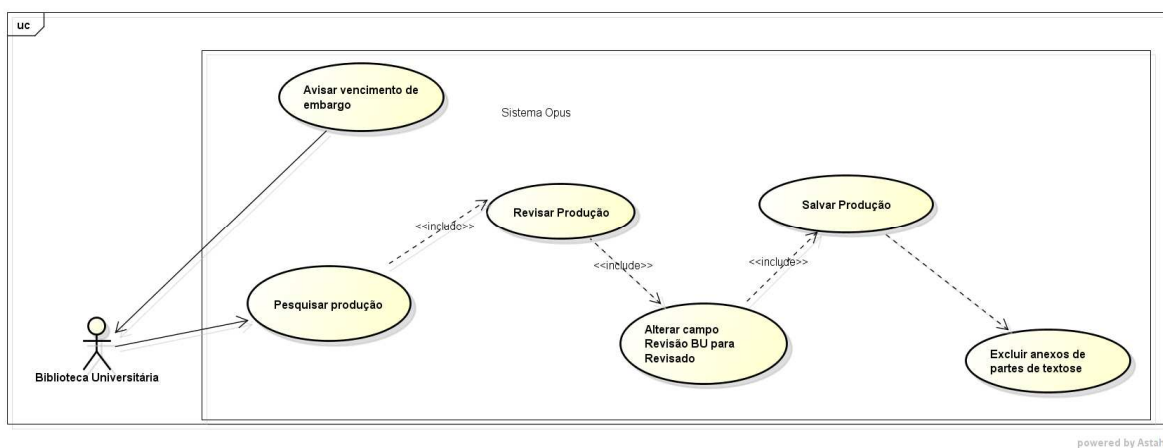 uc
Avisar vencimento de
embargo
Sistema Opus
Revisar Produção
Salvar Produção
<<include>>
<<include>>
<<include>>
Pesquisar produção
Alterar campo
Revisão BU para
Revisado
Excluir anexos de
partes de textose
Biblioteca Universitária
powered by Astah